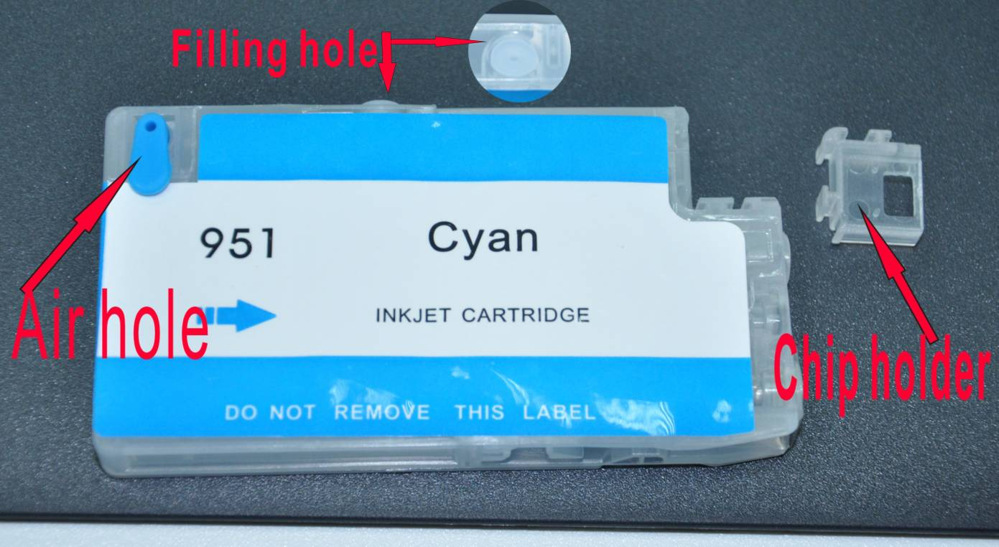 Filling hole
951
Cyan
Air hole
INKJET CARTRIDGE
Chip holder
DO NOT REMOVE THIS LABEL